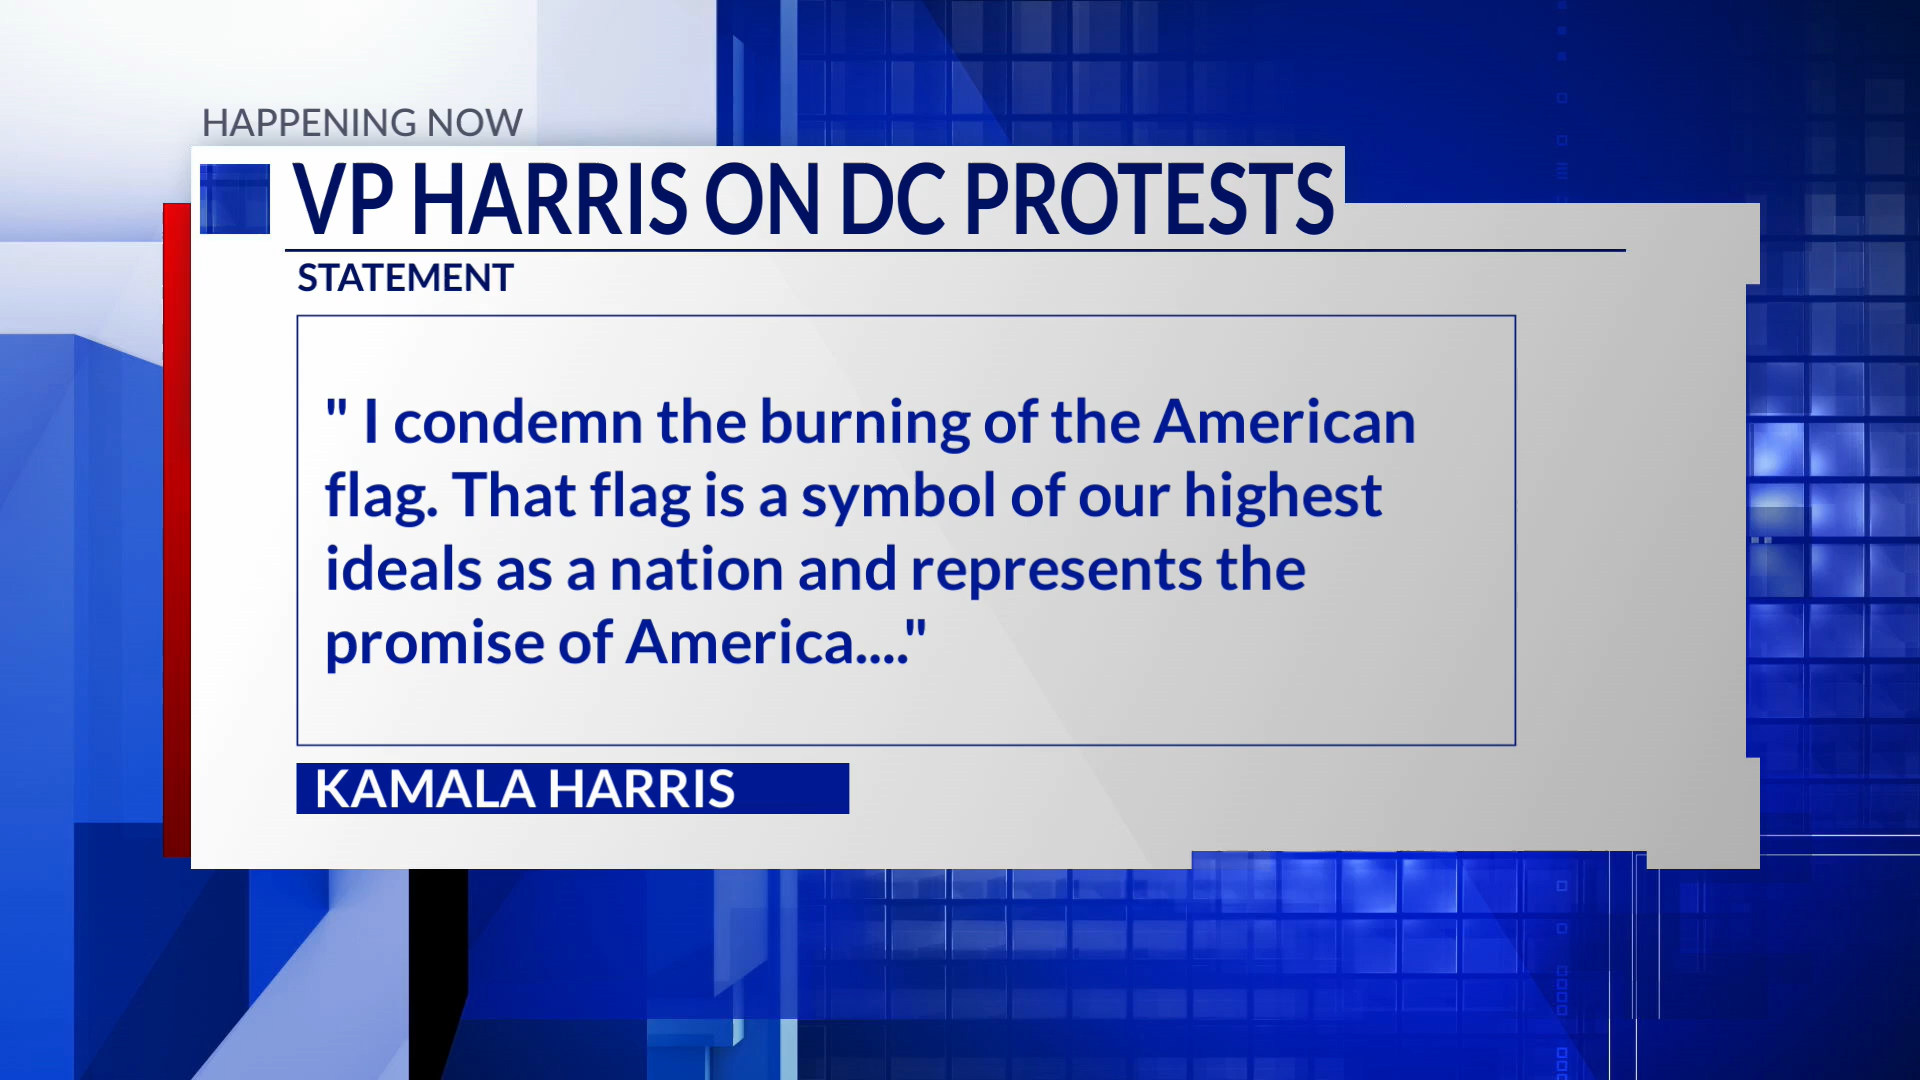 HAPPENING NOW
VP HARRIS ON DC PROTESTS
STATEMENT
" I condemn the burning of the American
flag. That flag is a symbol of our highest
ideals as a nation and represents the
promise of America...."
KAMALA HARRIS